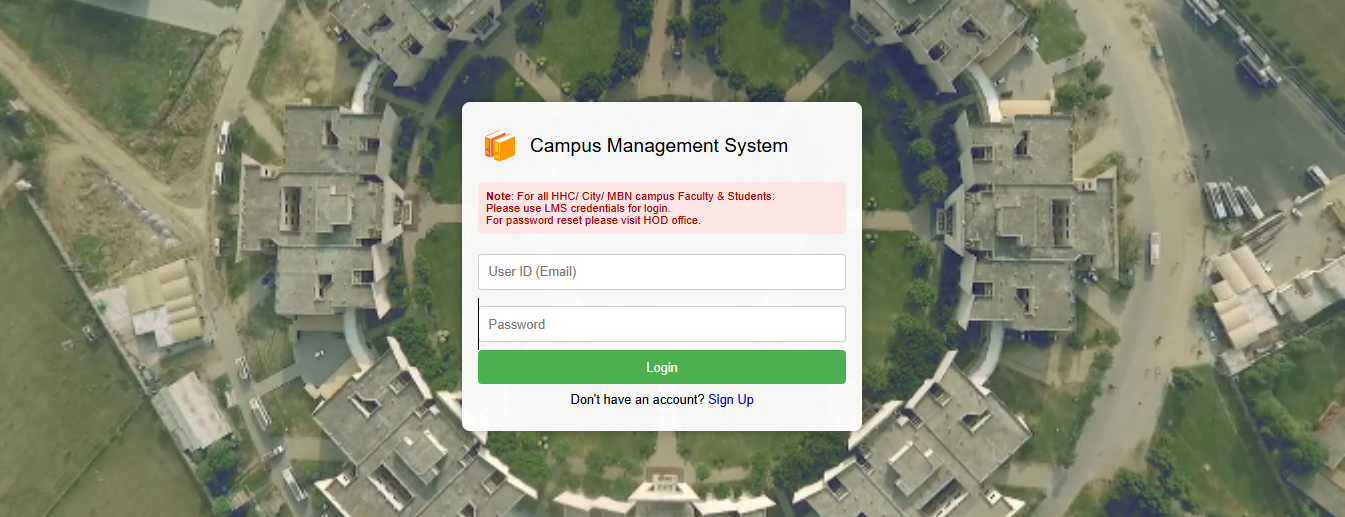 Campus Management System
Note: For all HHC/ City/ MBN campus Faculty & Students:
Please use LMS credentials for login.
For password reset please visit HOD office.
User ID (Email)
Password
Login
Don't have an account? Sign Up